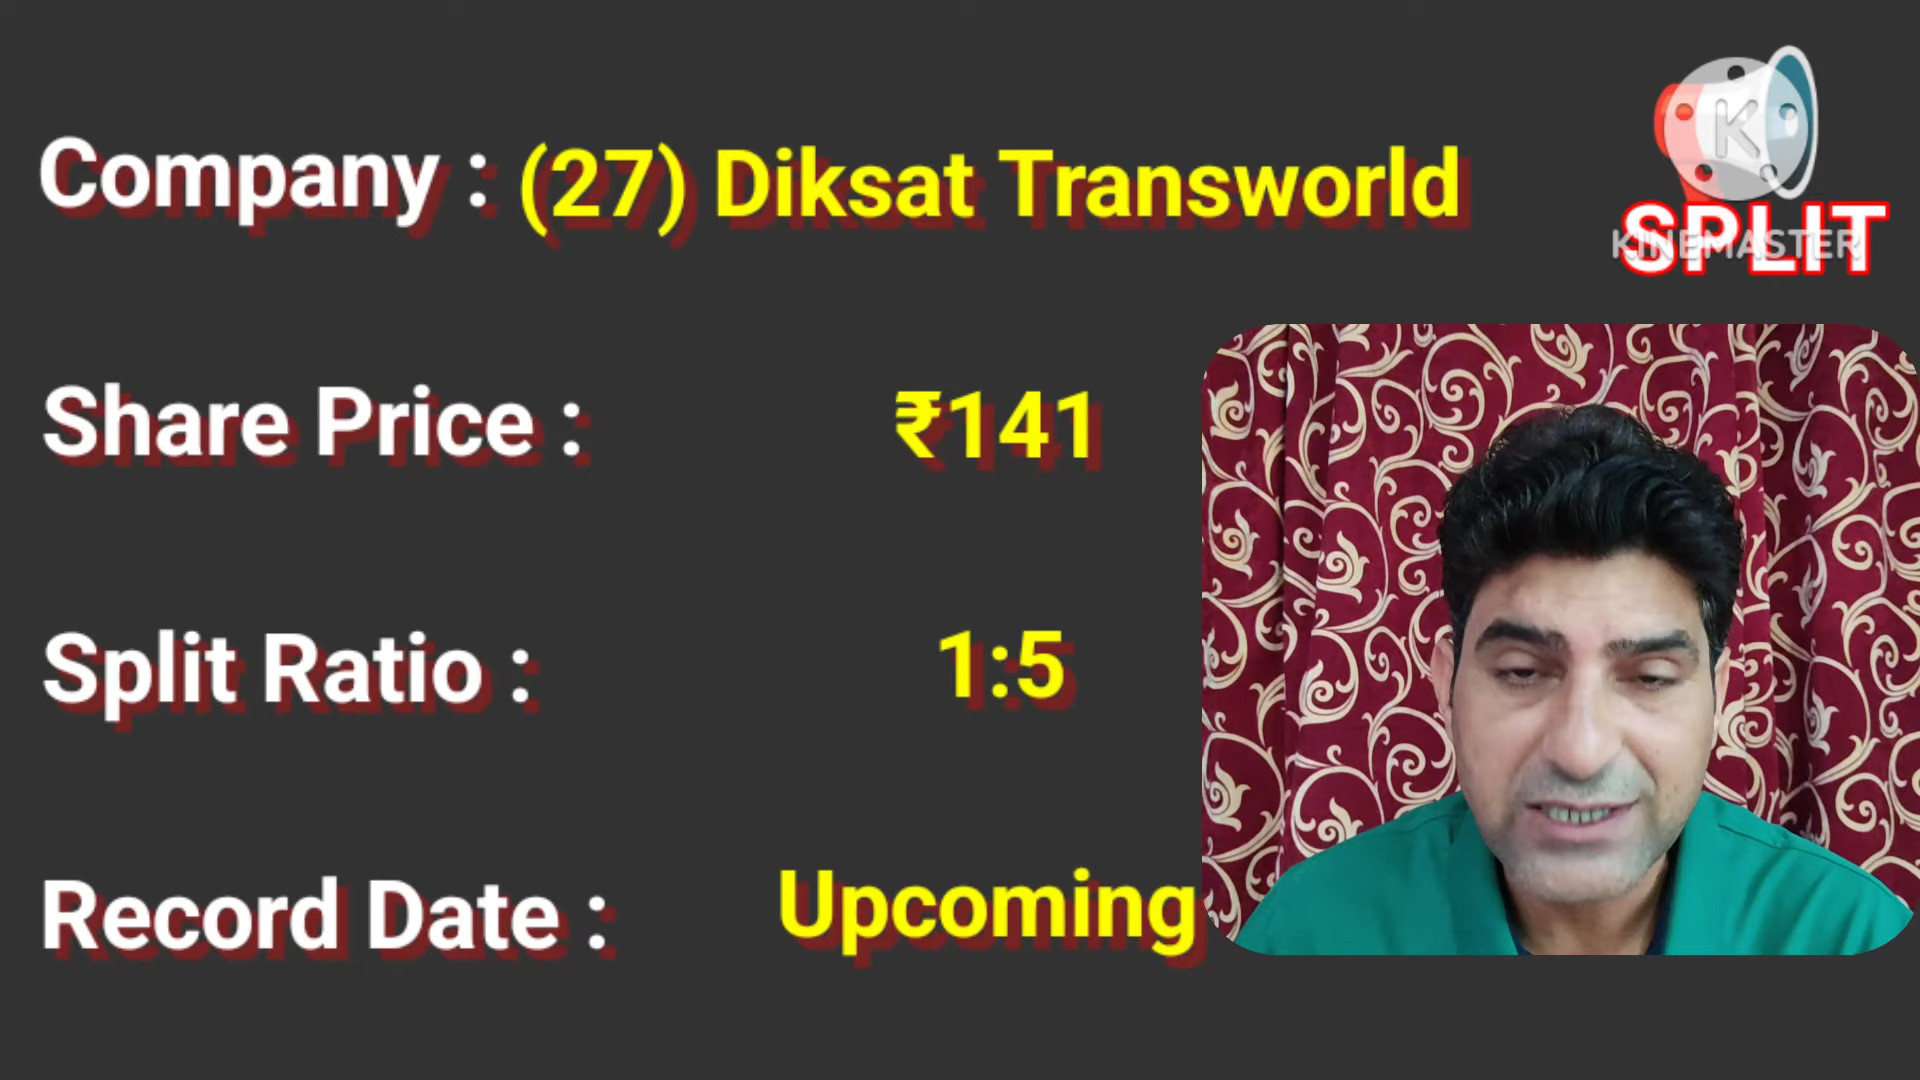 Company : (27) Diksat Transworld
K
SPLIT
KINEMASTER
Share Price : ₹141
Split Ratio : 1:5
Record Date : Upcoming